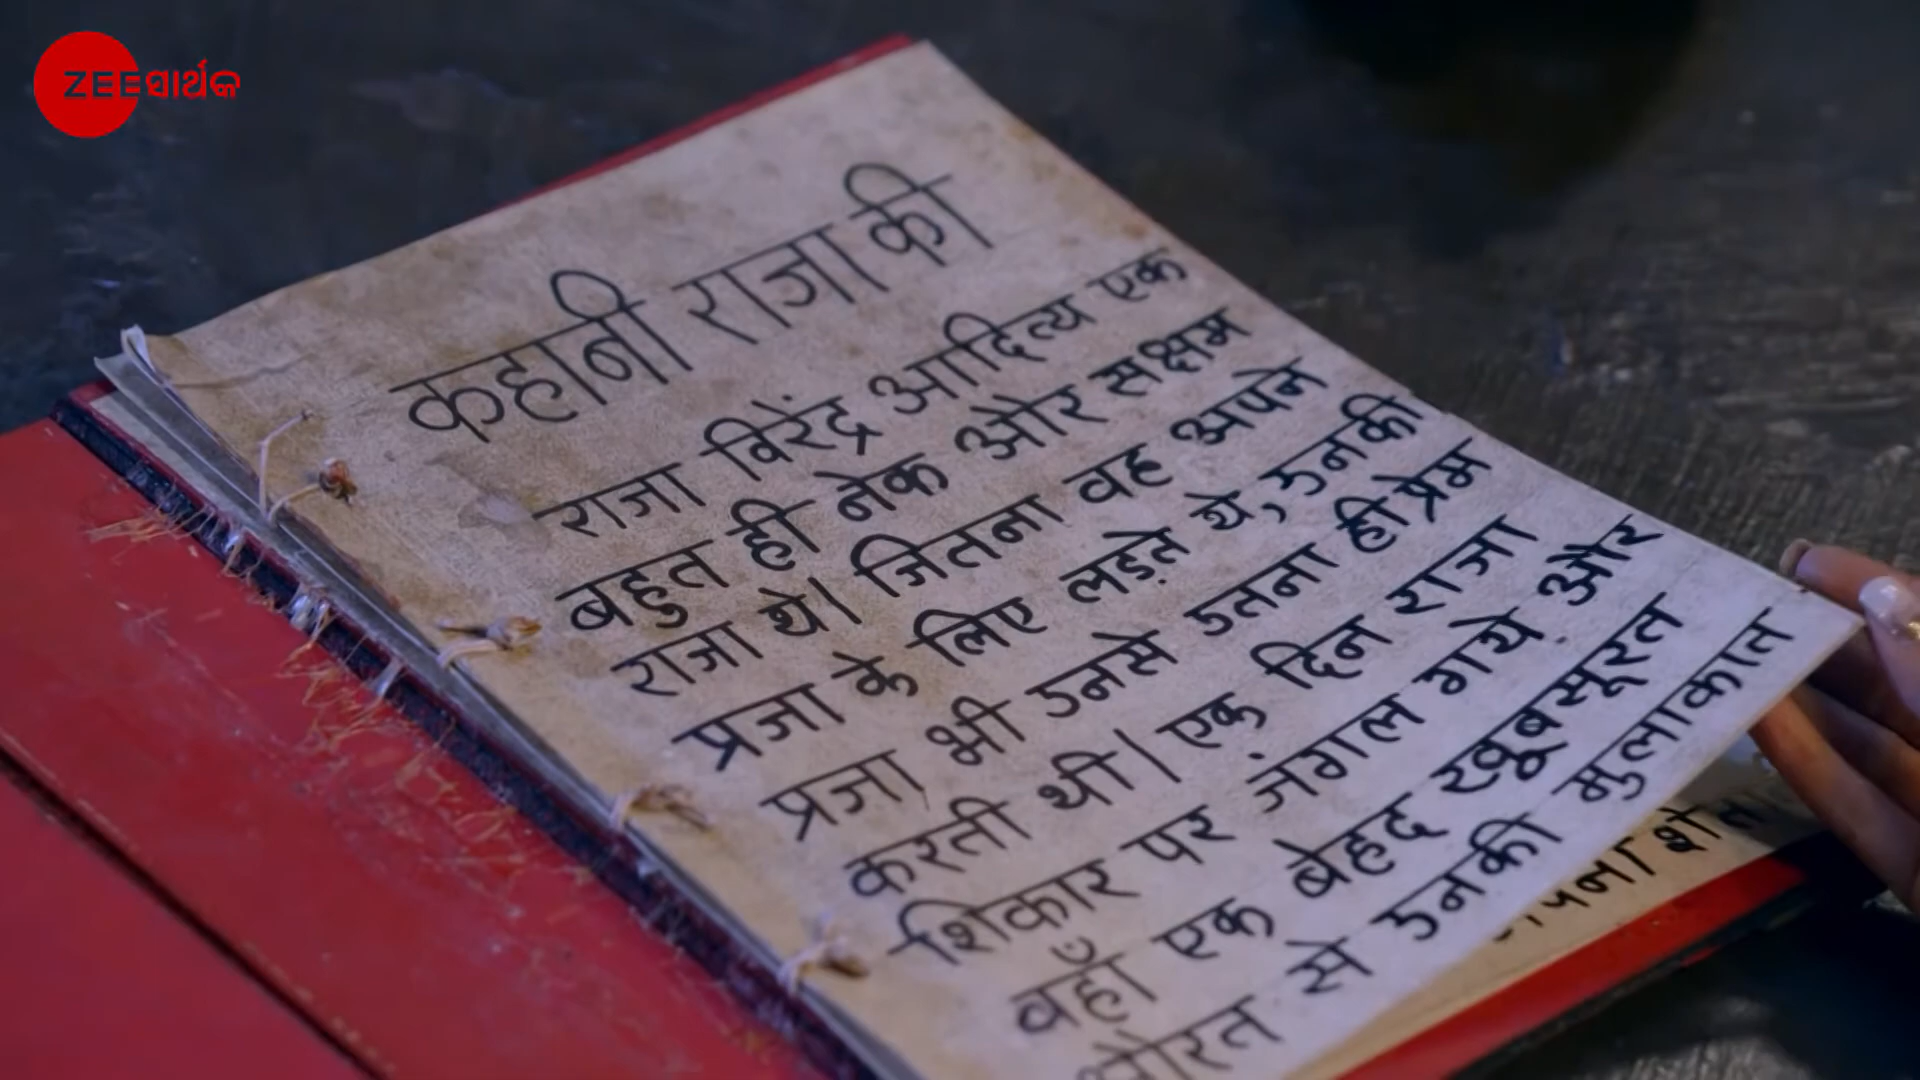 ZEEସାର୍ଥକ
कहानी राजा की
राजा विरेंद्र आदित्य एक
बहुत ही नेक और सक्षम
राजा थे। जितना वह अपने
प्रजा के लिए लड़ते थे, उनकी
प्रजा भी उनसे उतना ही प्रेम
करती थी। एक दिन राजा
शिकार पर जंगल गये और
वहाँ एक बेहद खूबसूरत
औरत से उनकी मुलाकात